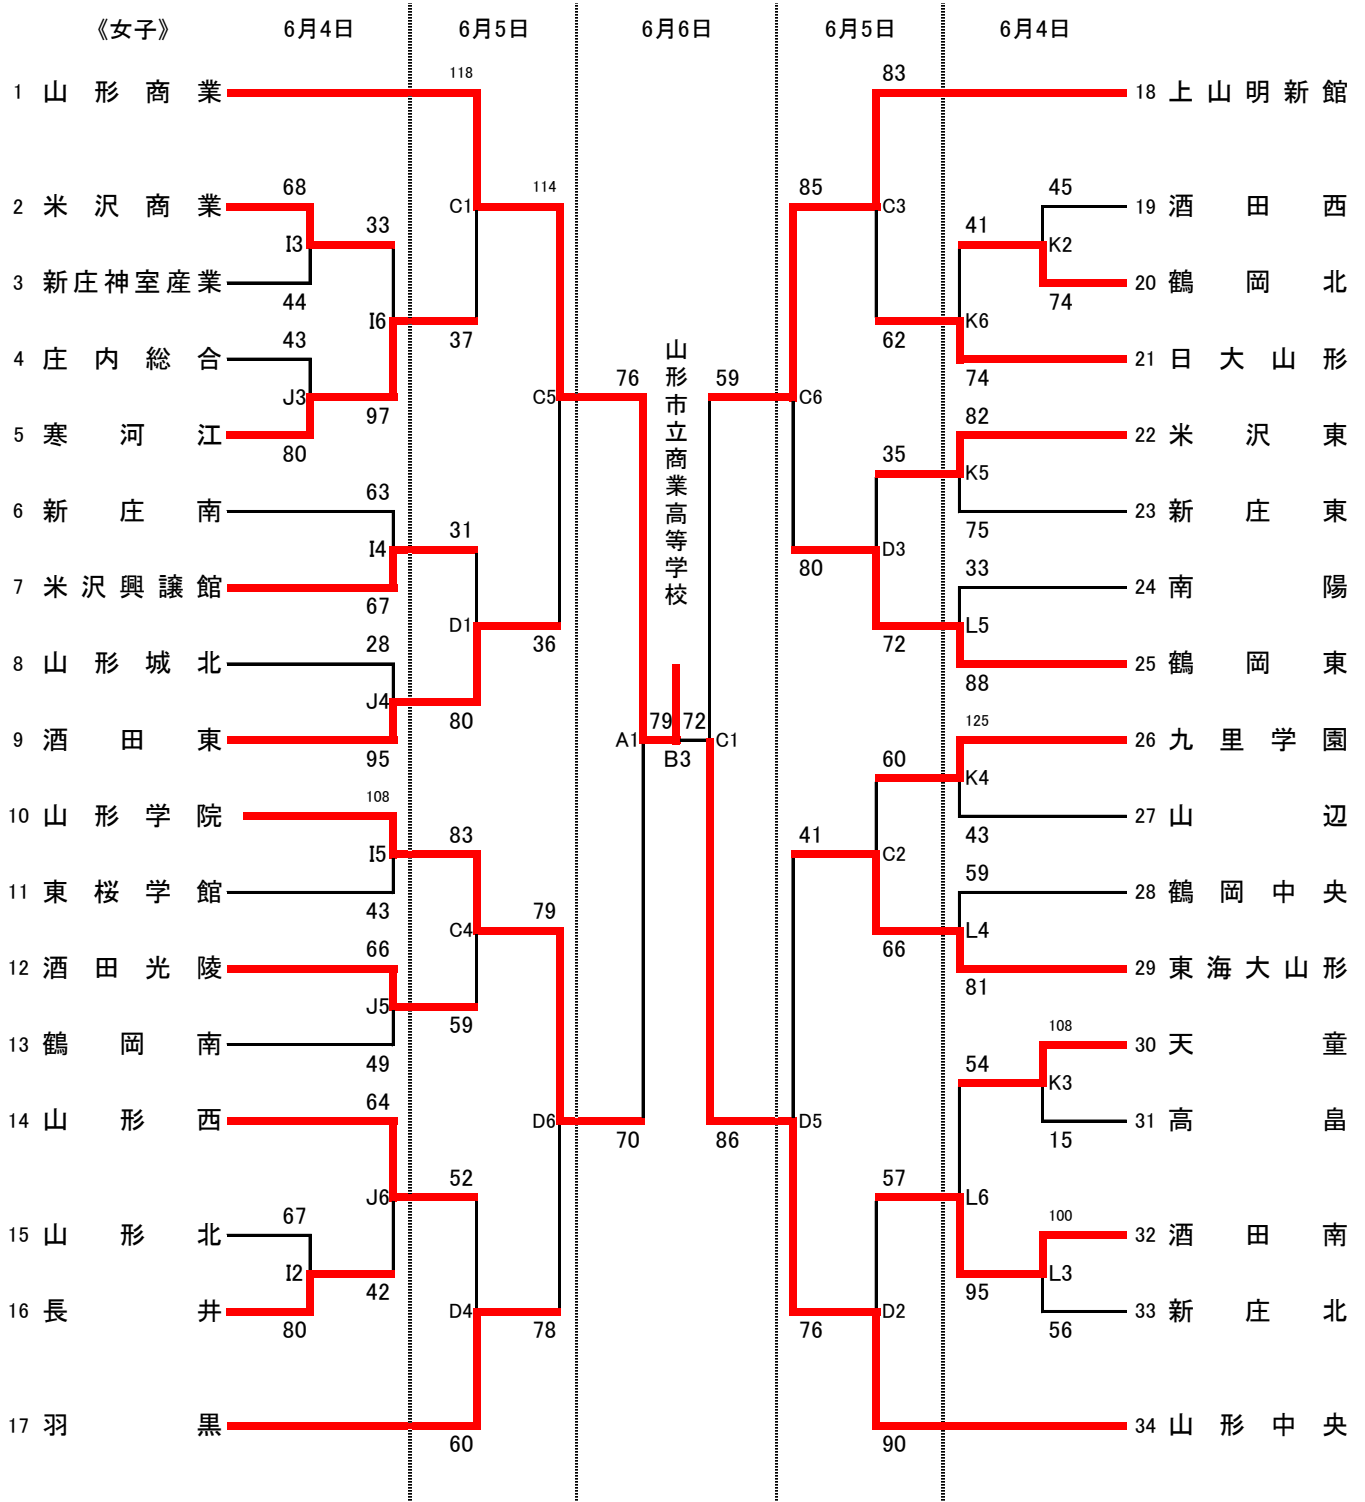 《女子》 6月4日 6月5日 6月6日 6月5日 6月4日
118 83
1 山形商業 18 上山明新館
68 114 85 45
2 米沢商業 C1 C3 19 酒田西
33 41
I3 K2
3 新庄神室産業 20 鶴岡北
44 74
I6 K6
43 37 62
4 庄内総合 21 日大山形
76 59 74
J3 C5 C6
97 82
5 寒河江 22 米沢東
80 35
K5
63
6 新庄南 23 新庄東
31 75
I4 D3
80 33
7 米沢興譲館 24 南陽
67
D1 L5
28 36 72
8 山形城北 25 鶴岡東
88
J4
80 125
9 酒田東 A1 79 72 C1 26 九里学園
95 B3 60
K4
108
10 山形学院 27 山辺
83 41 43
I5 C2
59
11 東桜学館 28 鶴岡中央
43 79
C4 L4
66 66
12 酒田光陵 29 東海大山形
81
J5
59 108
13 鶴岡南 30 天童
49 54
K3
64
14 山形西 D6 D5 31 高畠
70 86 15
52 57
J6 L6
67 100
15 山形北 32 酒田南
I2 L3
42 95
16 長井 D4 D2 33 新庄北
80 78 76 56
17 羽黒 34 山形中央
60 90
山形市立商業高等学校